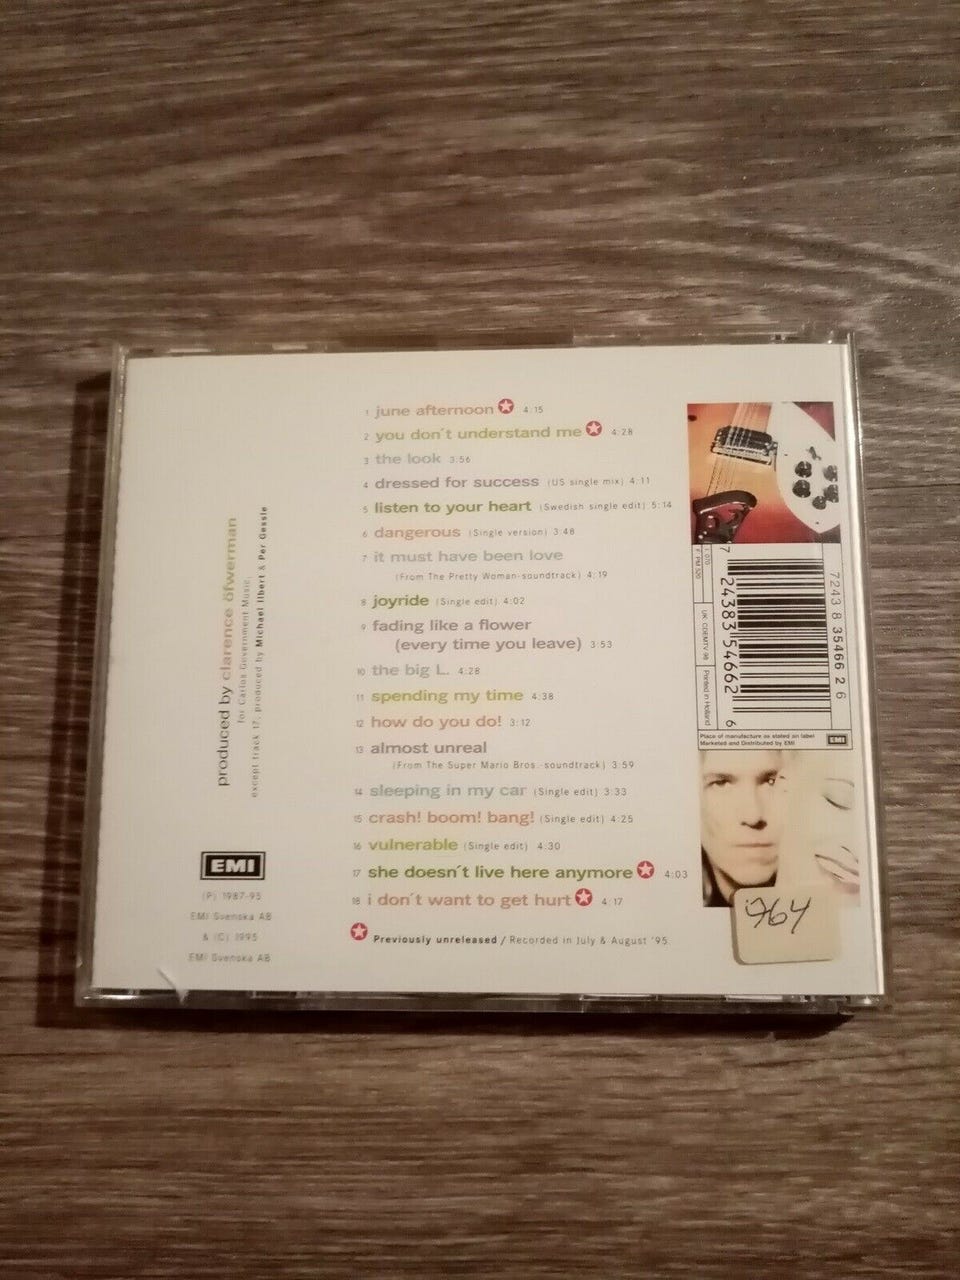 1 june afternoon 4:15
2 you don´t understand me 4:28
3 the look 3:56
4 dressed for success (US single mix) 4:11
5 listen to your heart (Swedish single edit) 5:14
6 dangerous (Single version) 3:48
7 it must have been love
(From The Pretty Woman-soundtrack) 4:19
8 joyride (Single edit) 4:02
9 fading like a flower
(every time you leave) 3:53
10 the big L. 4:28
11 spending my time 4:38
12 how do you do! 3:12
13 almost unreal
(From The Super Mario Bros.-soundtrack) 3:59
14 sleeping in my car (Single edit) 3:33
15 crash! boom! bang! (Single edit) 4:25
16 vulnerable (Single edit) 4:30
17 she doesn´t live here anymore 4:03
18 i don´t want to get hurt 4:17
Previously unreleased / Recorded in July & August '95
produced by clarence öfwerman
for Carlos Government Music,
except track 17, produced by Michael Ilbert & Per Gessle
EMI
(P) 1987-95
EMI Svenska AB
& (C) 1995
EMI Svenska AB
7243 8 35466 2 6
7 24383 54662 6
F: PM 520
UK: CDEMTV 98
Printed in Holland
Place of manufacture as stated on label
Marketed and Distributed by EMI
EMI
764